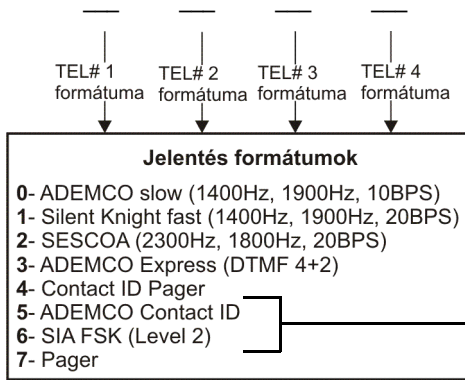 TEL# 1 TEL# 2 TEL# 3 TEL# 4
formátuma formátuma formátuma formátuma
Jelentés formátumok
0- ADEMCO slow (1400Hz, 1900Hz, 10BPS)
1- Silent Knight fast (1400Hz, 1900Hz, 20BPS)
2- SESCOA (2300Hz, 1800Hz, 20BPS)
3- ADEMCO Express (DTMF 4+2)
4- Contact ID Pager
5- ADEMCO Contact ID
6- SIA FSK (Level 2)
7- Pager